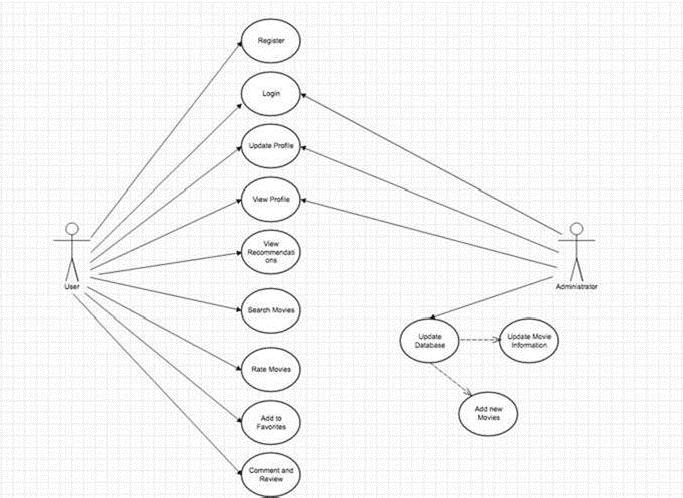 Register
Login
Update Profile
View Profile
View
Recommendati
ons
User
Administrator
Search Movies
Update
Database
Update Movie
Information
Rate Movies
Add to
Favorites
Add new
Movies
Comment and
Review